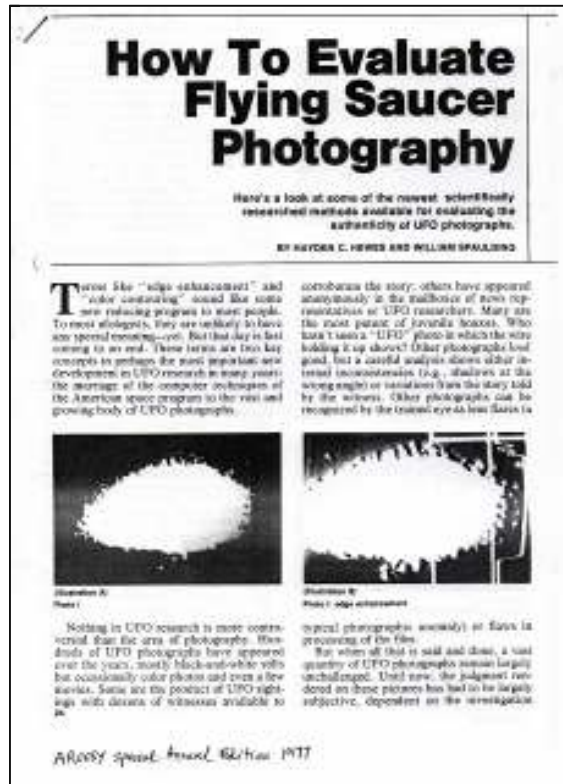 How To Evaluate
Flying Saucer
Photography
Here's a look at some of the newest scientifically
researched methods available for evaluating the
authenticity of UFO photographs.
BY HAYDEN C. HEWES AND WILLIAM SPAULDING
Terms like "edge enhancement" and
"color contouring" sound like some
new reducing program to most people.
To most ufologists, they are unlikely to have
any special meaning—yet. But that day is fast
coming to an end. These terms are two key
concepts in perhaps the most important new
development in UFO research in many years:
the marriage of the computer techniques of
the American space program to the vast and
growing body of UFO photographs.
(Illustration A)
Photo I
Nothing in UFO research is more contro-
versial than the area of photography. Hun-
dreds of UFO photographs have appeared
over the years, mostly black-and-white stills
but occasionally color photos and even a few
movies. Some are the product of UFO sight-
ings with dozens of witnesses available to
corroborate the story; others have appeared
anonymously in the mailboxes of news rep-
resentatives or UFO researchers. Many are
the most patent of juvenile hoaxes. Who
hasn't seen a "UFO" photo in which the wire
holding it up shows? Other photographs look
good, but a careful analysis shows either in-
ternal inconsistencies (e.g., shadows at the
wrong angle) or variations from the story told
by the witness. Other photographs can be
recognized by the trained eye as lens flares (a
(Illustration B)
Photo I edge enhancement
typical photographic anomaly) or flaws in
processing of the film.
But when all that is said and done, a vast
quantity of UFO photographs remain largely
unchallenged. Until now, the judgment ren-
dered on these pictures has had to be largely
subjective, dependent on the investigation
ARGOSY special Annual Edition 1977